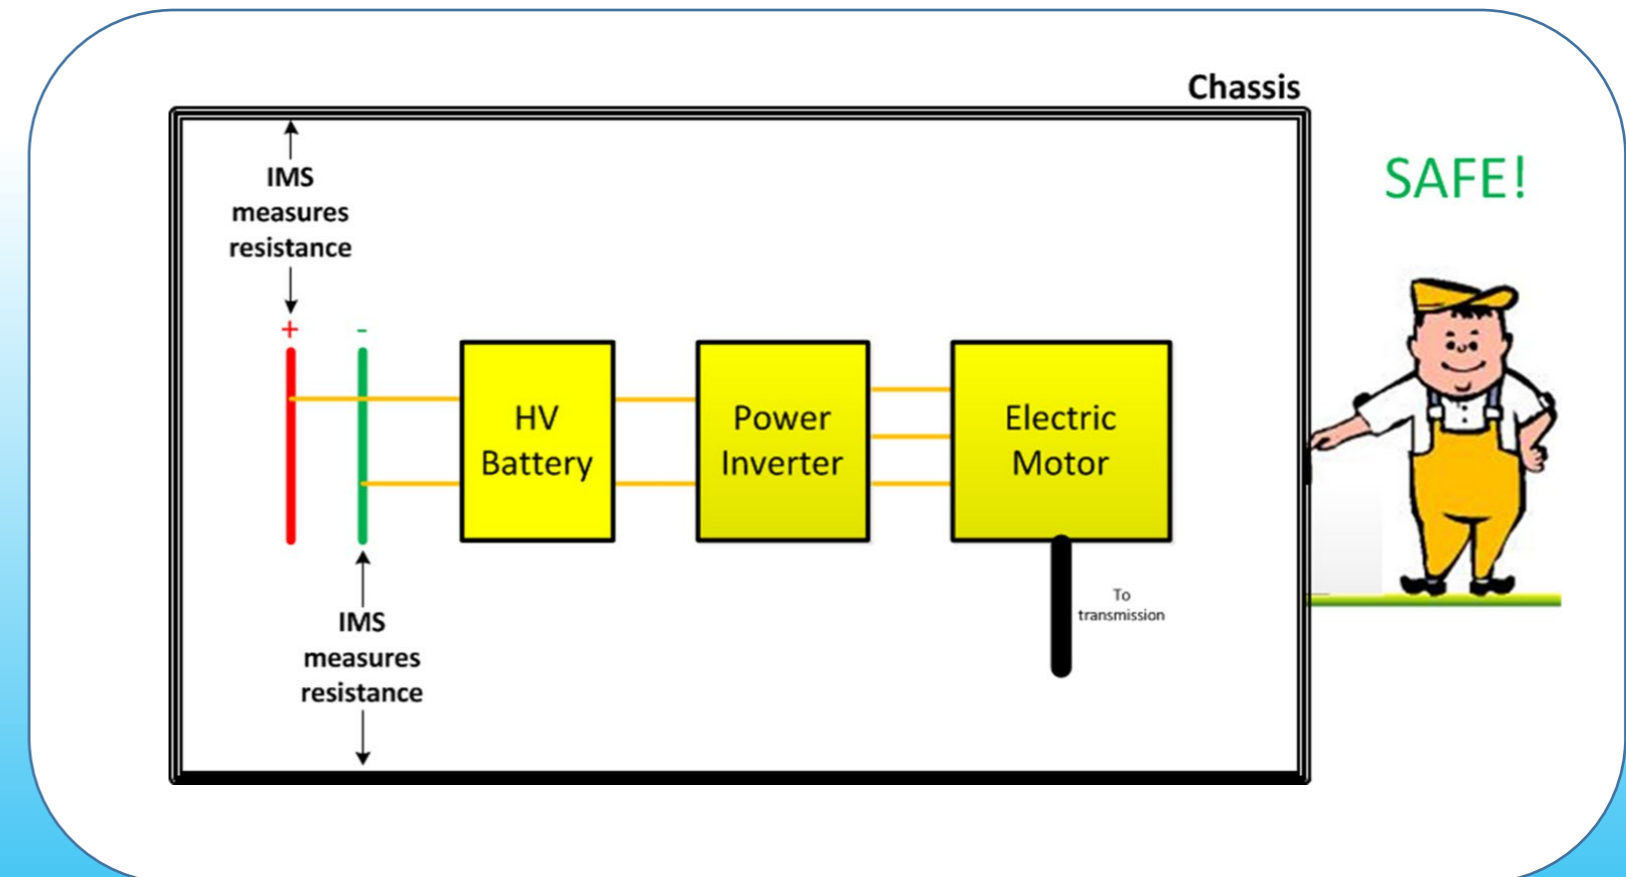 Chassis
SAFE!
IMS
measures
resistance
+
-
HV
Battery
Power
Inverter
Electric
Motor
To
transmission
IMS
measures
resistance